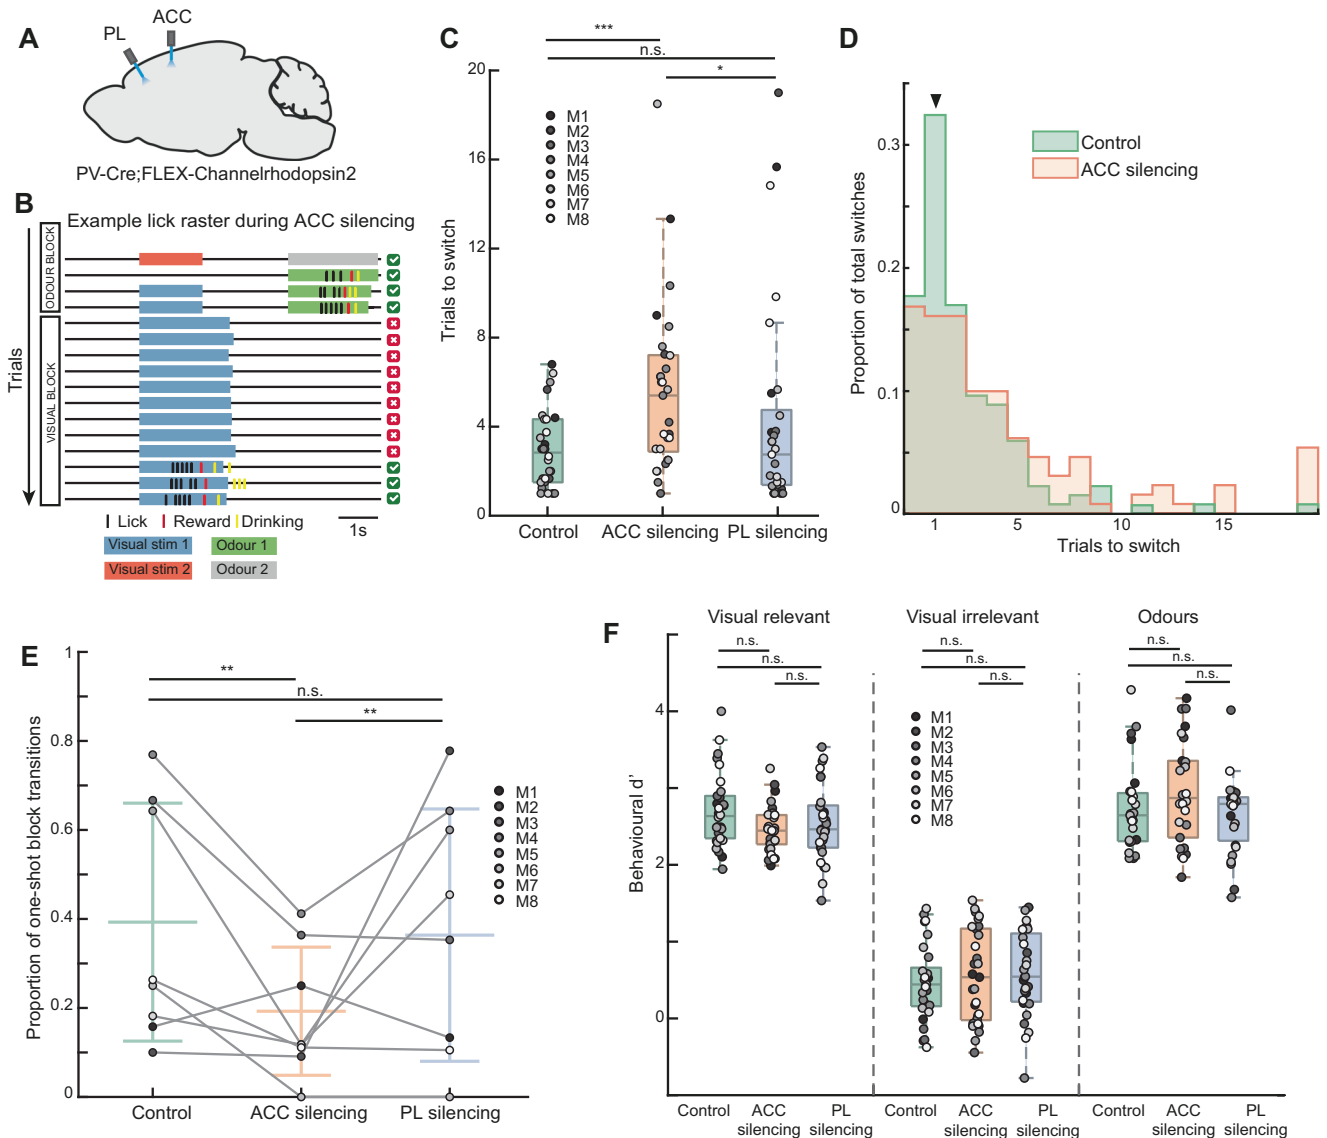 A
PL
ACC
PV-Cre;FLEX-Channelrhodopsin2
B
Example lick raster during ACC silencing
Trials
ODOUR BLOCK
VISUAL BLOCK
Lick
Reward
Drinking
1s
Visual stim 1
Odour 1
Visual stim 2
Odour 2
C
***
n.s.
*
Trials to switch
20
16
12
8
4
0
M1
M2
M3
M4
M5
M6
M7
M8
Control
ACC silencing
PL silencing
D
Proportion of total switches
0.3
0.2
0.1
0
Control
ACC silencing
1
5
10
15
Trials to switch
E
Proportion of one-shot block transitions
1
0.8
0.6
0.4
0.2
0
**
n.s.
**
M1
M2
M3
M4
M5
M6
M7
M8
Control
ACC silencing
PL silencing
F
Visual relevant
Visual irrelevant
Odours
n.s.
n.s.
n.s.
n.s.
n.s.
n.s.
n.s.
n.s.
n.s.
Behavioural d'
4
2
0
M1
M2
M3
M4
M5
M6
M7
M8
Control
ACC
silencing
PL
silencing
Control
ACC
silencing
PL
silencing
Control
ACC
silencing
PL
silencing